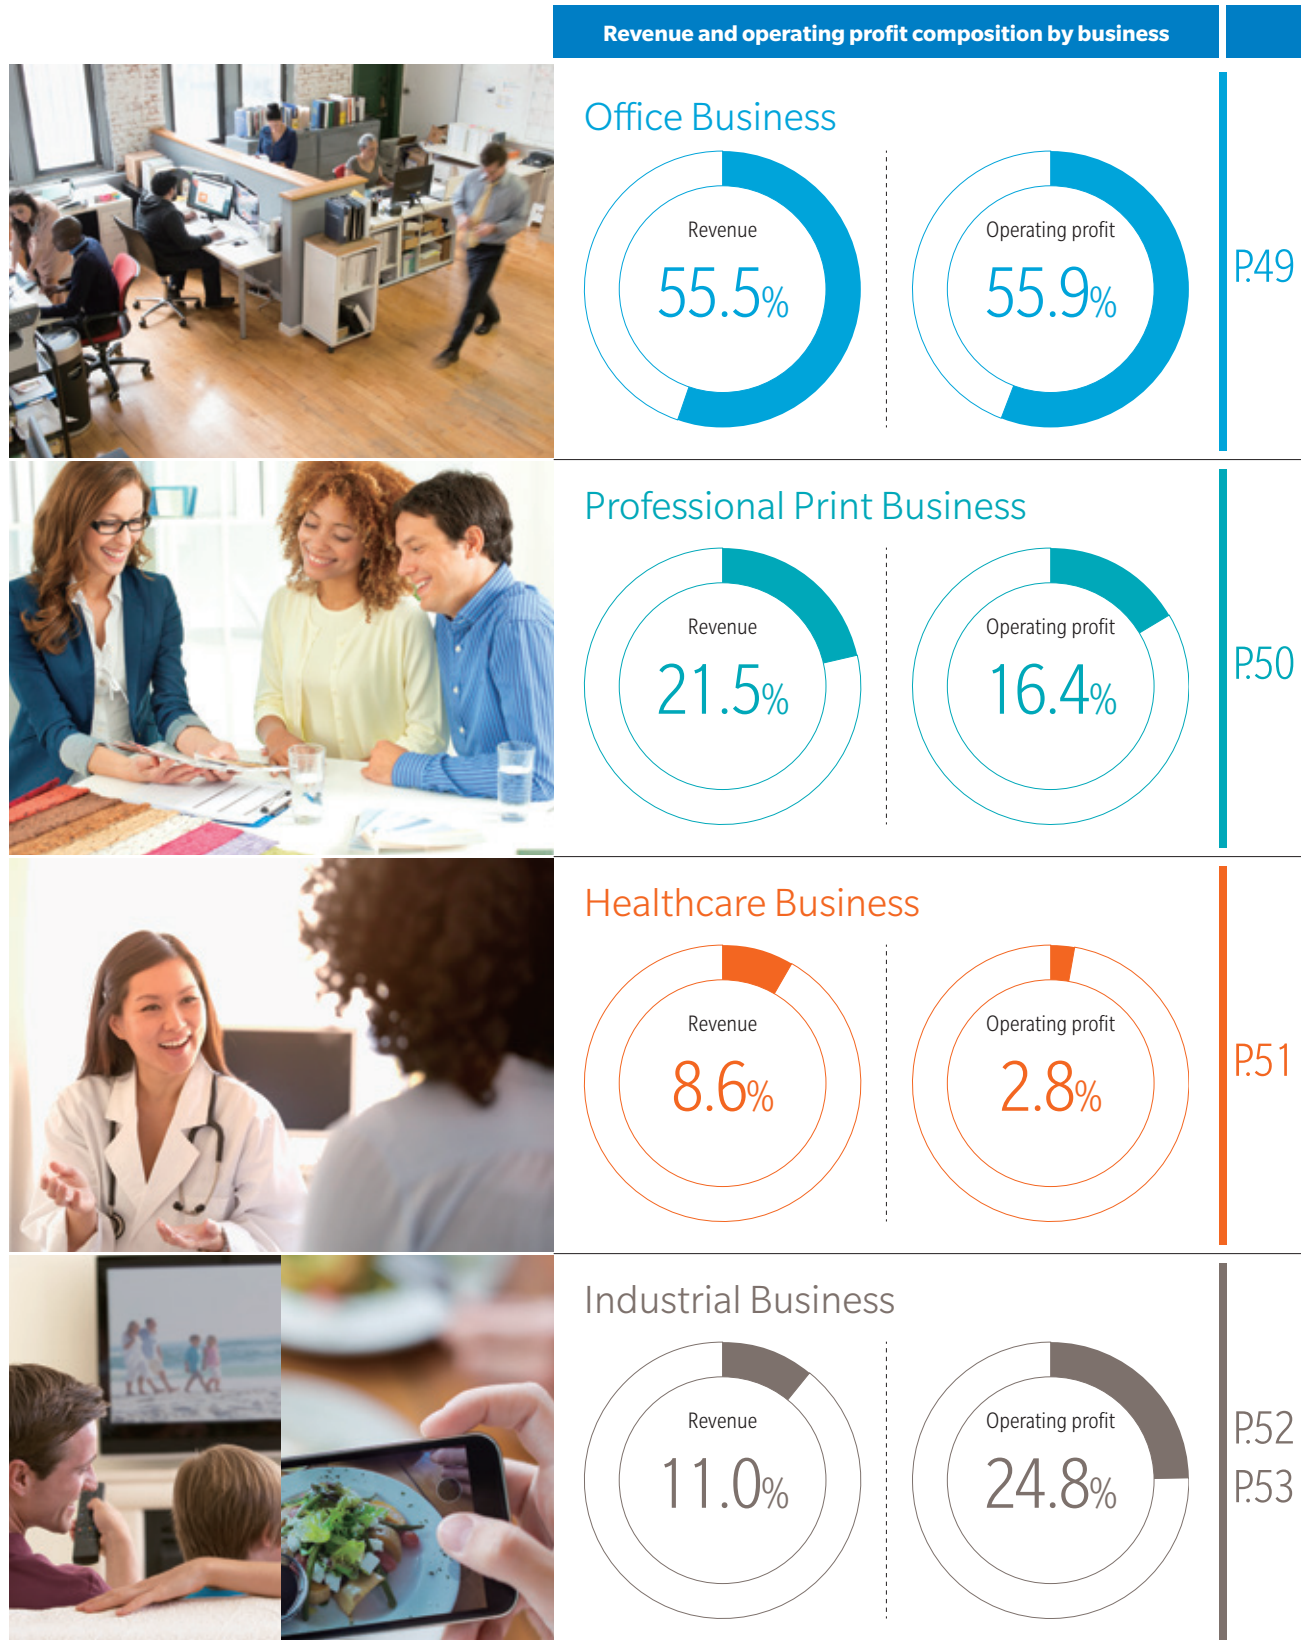 Revenue and operating profit composition by business
Office Business
Revenue
55.5%
Operating profit
55.9%
P.49
Professional Print Business
Revenue
21.5%
Operating profit
16.4%
P.50
Healthcare Business
Revenue
8.6%
Operating profit
2.8%
P.51
Industrial Business
Revenue
11.0%
Operating profit
24.8%
P.52
P.53